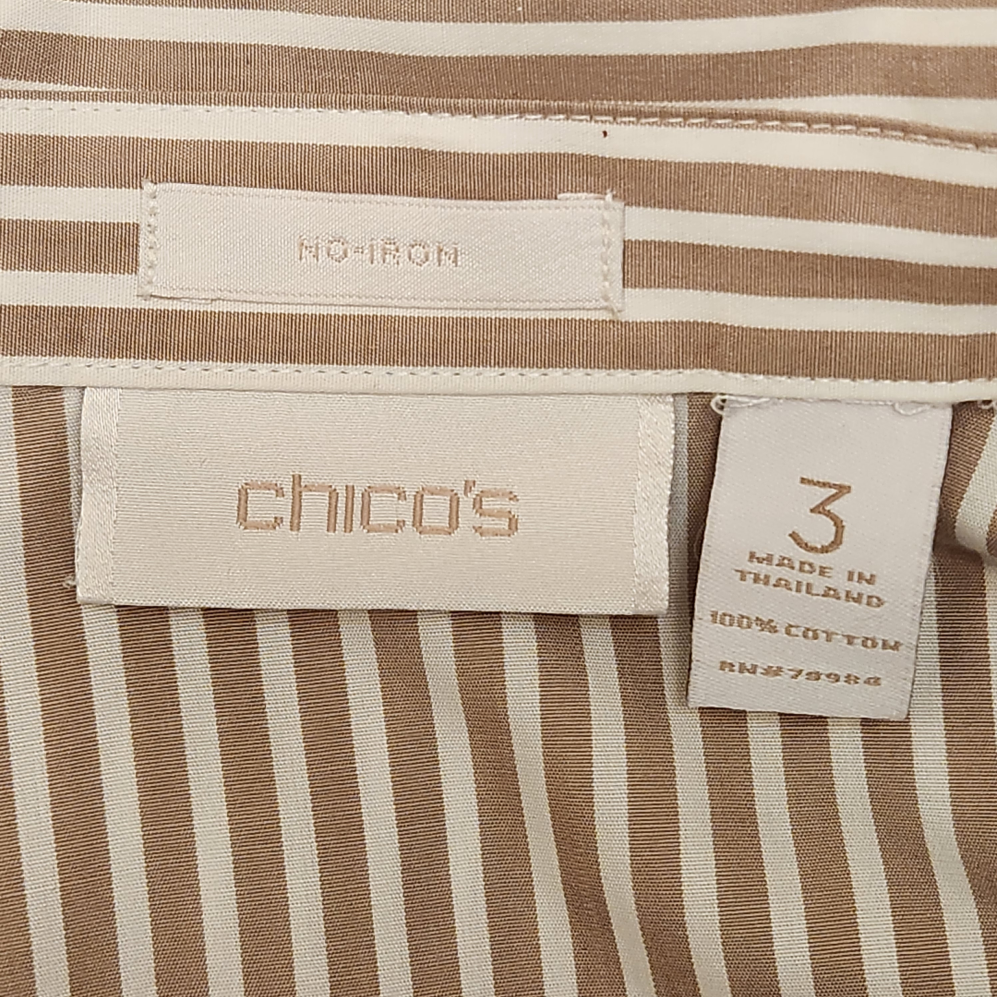 NO-IRON
chico's
3
MADE IN
THAILAND
100% COTTON
RN#79984